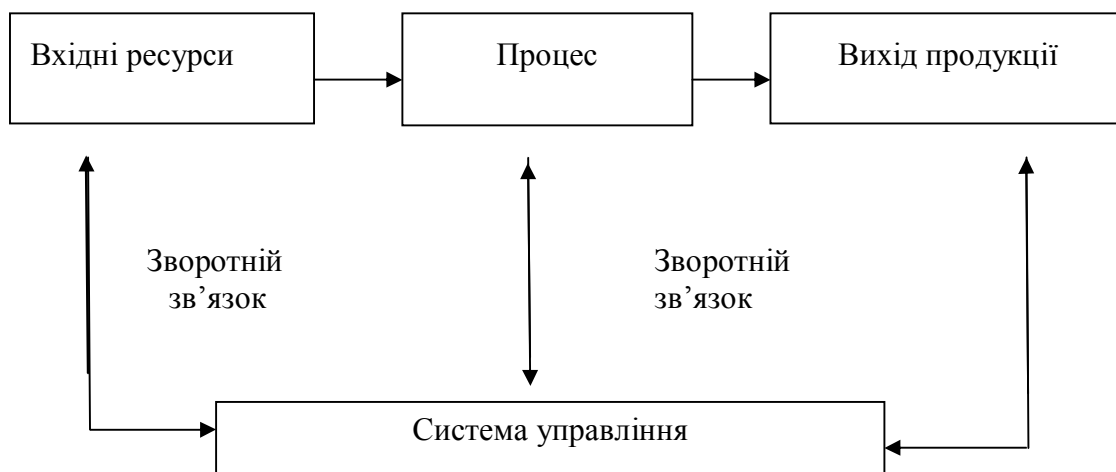 Вхідні ресурси
Процес
Вихід продукції
Зворотній
зв’язок
Зворотній
зв’язок
Система управління